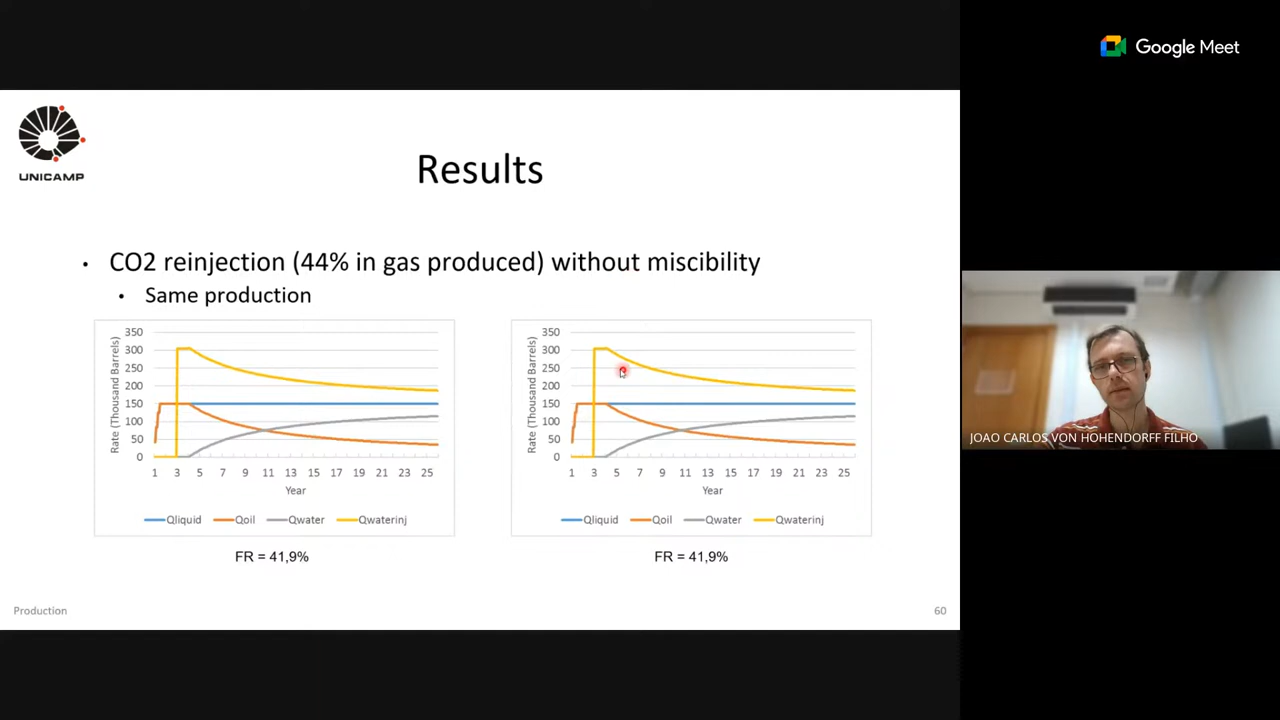 Google Meet
UNICAMP
Results
• CO2 reinjection (44% in gas produced) without miscibility
• Same production
Rate (Thousand Barrels)
350
300
250
200
150
100
50
0
1 3 5 7 9 11 13 15 17 19 21 23 25
Year
Qliquid Qoil Qwater Qwaterinj
FR = 41,9%
Rate (Thousand Barrels)
350
300
250
200
150
100
50
0
1 3 5 7 9 11 13 15 17 19 21 23 25
Year
Qliquid Qoil Qwater Qwaterinj
FR = 41,9%
JOAO CARLOS VON HOHENDORFF FILHO
Production
60